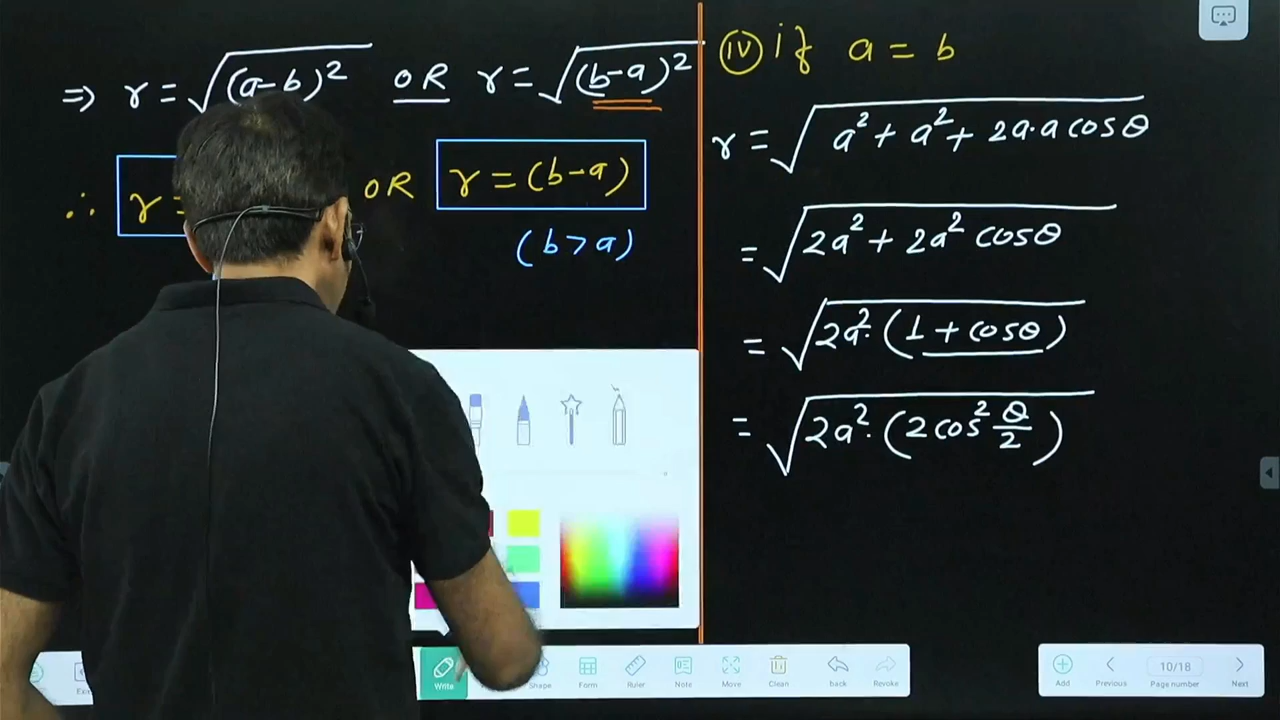 ⇒ r = √(a-b)² OR r = √(b-a)²
∴ r = OR r = (b-a)
(b > a)
(iv) if a = b
r = √a² + a² + 2a·a cosθ
= √2a² + 2a² cosθ
= √2a²·(1 + cosθ)
= √2a²·(2cos² θ/2)
Write
Shape
Form
Ruler
Note
Move
Clean
back
Revoke
Add
Previous
10/18
Page number
Next